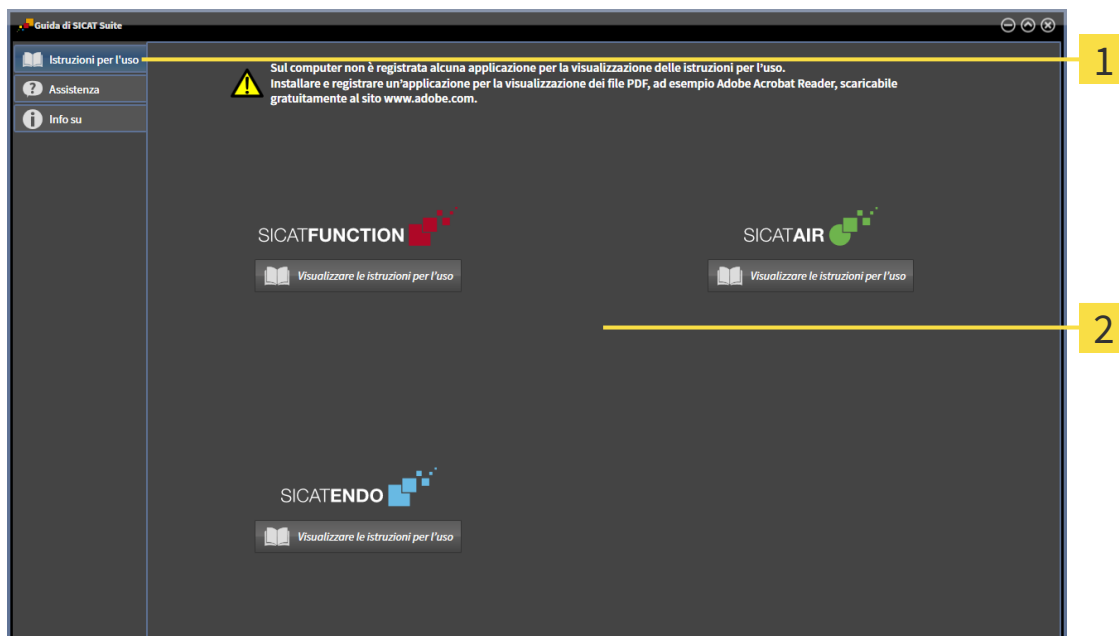 Guida di SICAT Suite
Istruzioni per l'uso
1
Assistenza
Info su
Sul computer non è registrata alcuna applicazione per la visualizzazione delle istruzioni per l'uso.
Installare e registrare un'applicazione per la visualizzazione dei file PDF, ad esempio Adobe Acrobat Reader, scaricabile
gratuitamente al sito www.adobe.com.
SICATFUNCTION
SICATAIR
Visualizzare le istruzioni per l'uso
Visualizzare le istruzioni per l'uso
2
SICATENDO
Visualizzare le istruzioni per l'uso